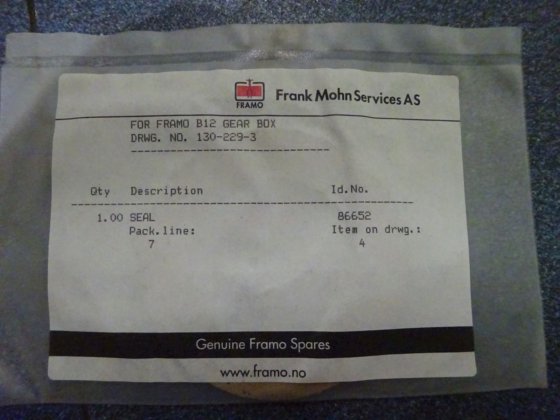 FRAMO
Frank Mohn Services AS
FOR FRAMO B12 GEAR BOX
DRWG. NO. 130-229-3
------------------------------
Qty Description Id.No.
----------------------------------------------------
1.00 SEAL 86652
Pack.line: Item on drwg.:
7 4
Genuine Framo Spares
www.framo.no